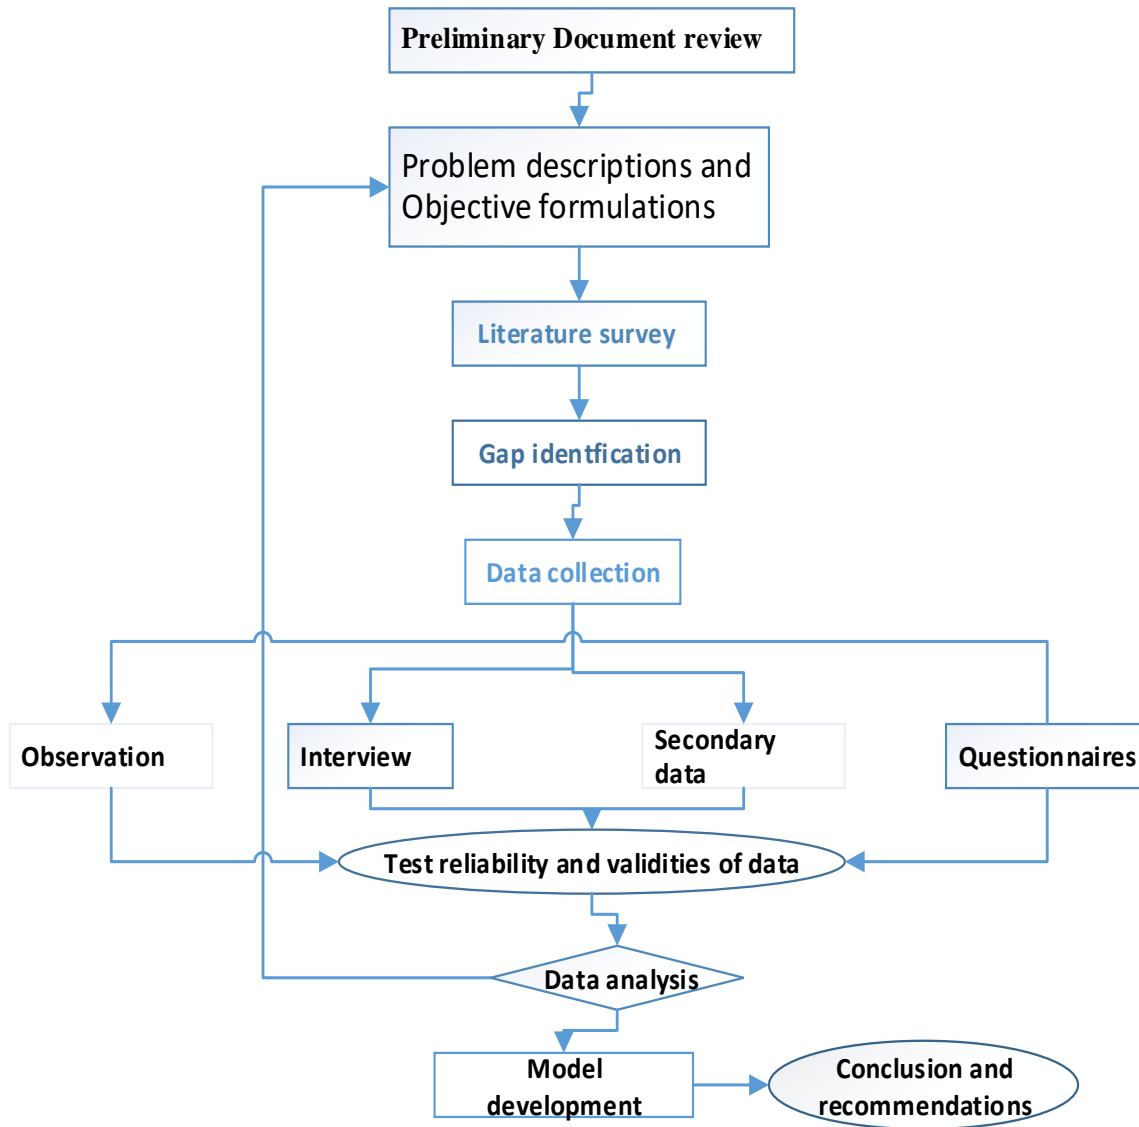 Preliminary Document review
Problem descriptions and
Objective formulations
Literature survey
Gap identfication
Data collection
Observation
Interview
Secondary
data
Questionnaires
Test reliability and validities of data
Data analysis
Model
development
Conclusion and
recommendations